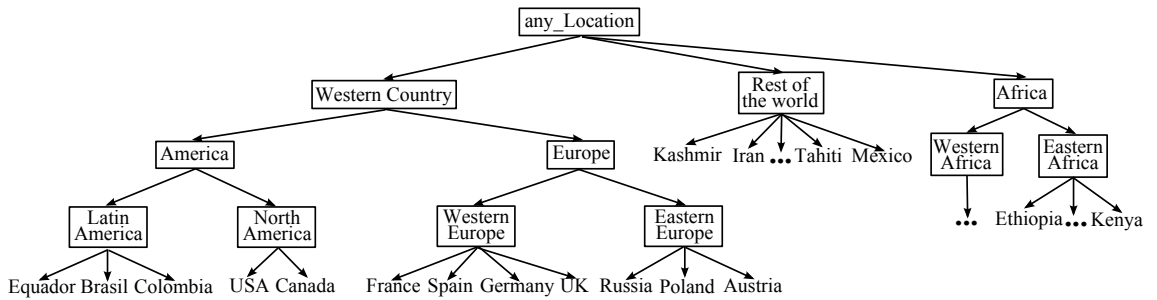 any_Location
Western Country
Rest of
the world
Africa
America
Europe
Kashmir Iran ... Tahiti Mexico
Western
Africa
Eastern
Africa
Latin
America
North
America
Western
Europe
Eastern
Europe
... Ethiopia ... Kenya
Equador Brasil Colombia USA Canada France Spain Germany UK Russia Poland Austria